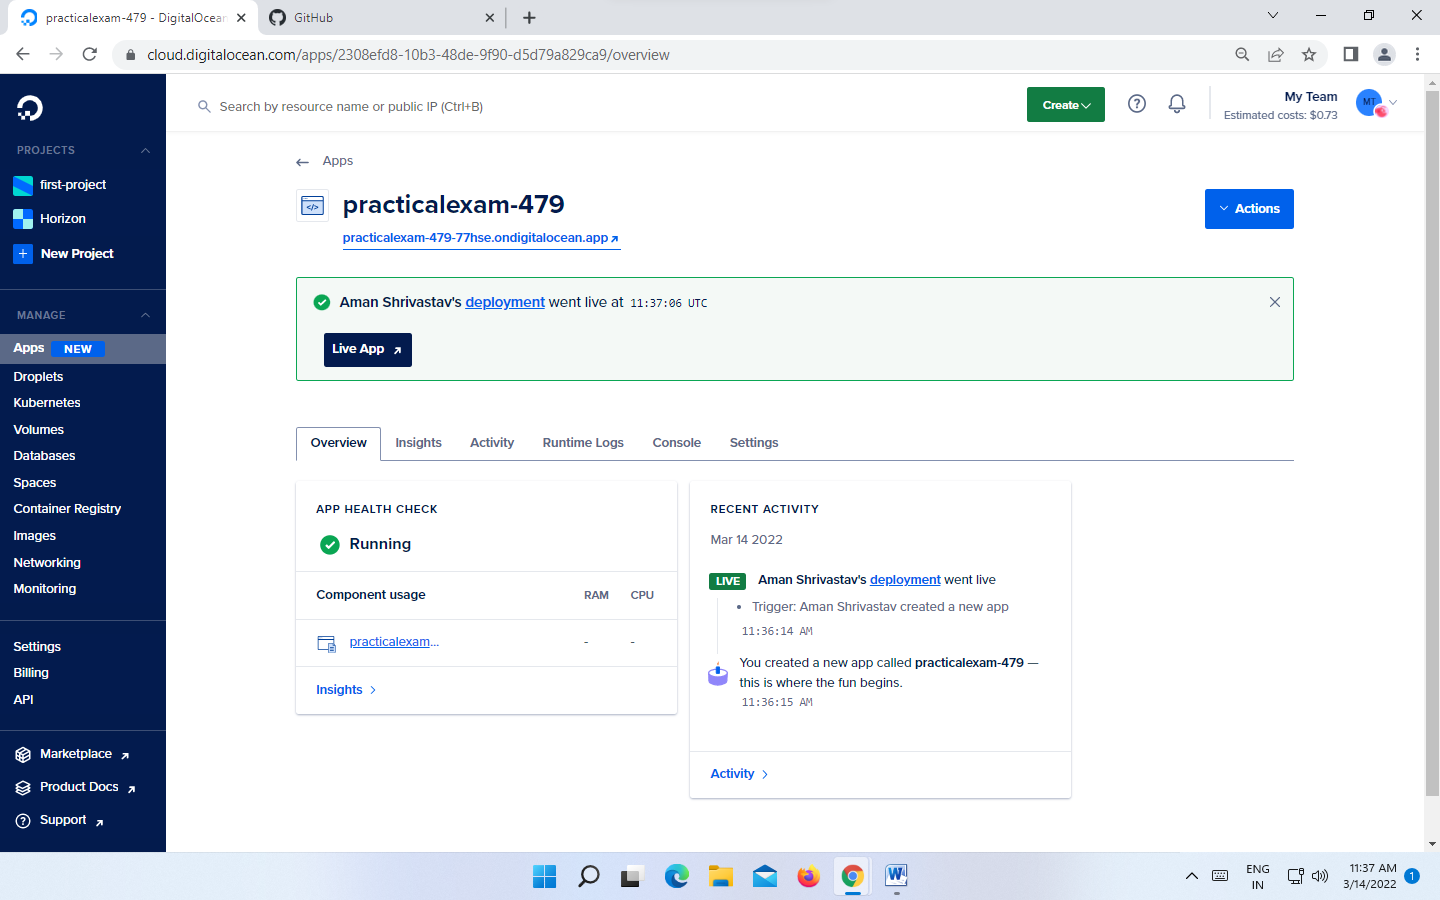 practicalexam-479 - DigitalOcean
GitHub
cloud.digitalocean.com/apps/2308efd8-10b3-48de-9f90-d5d79a829ca9/overview
Search by resource name or public IP (Ctrl+B)
Create
My Team
Estimated costs: $0.73
MT
PROJECTS
first-project
Horizon
New Project
MANAGE
Apps NEW
Droplets
Kubernetes
Volumes
Databases
Spaces
Container Registry
Images
Networking
Monitoring
Settings
Billing
API
Marketplace
Product Docs
Support
Apps
practicalexam-479
practicalexam-479-77hse.ondigitalocean.app
Actions
Aman Shrivastav's deployment went live at 11:37:06 UTC
Live App
Overview Insights Activity Runtime Logs Console Settings
APP HEALTH CHECK
Running
Component usage RAM CPU
practicalexam... - -
Insights
RECENT ACTIVITY
Mar 14 2022
LIVE Aman Shrivastav's deployment went live
• Trigger: Aman Shrivastav created a new app
11:36:14 AM
You created a new app called practicalexam-479 —
this is where the fun begins.
11:36:15 AM
Activity
ENG
IN
11:37 AM
3/14/2022
1